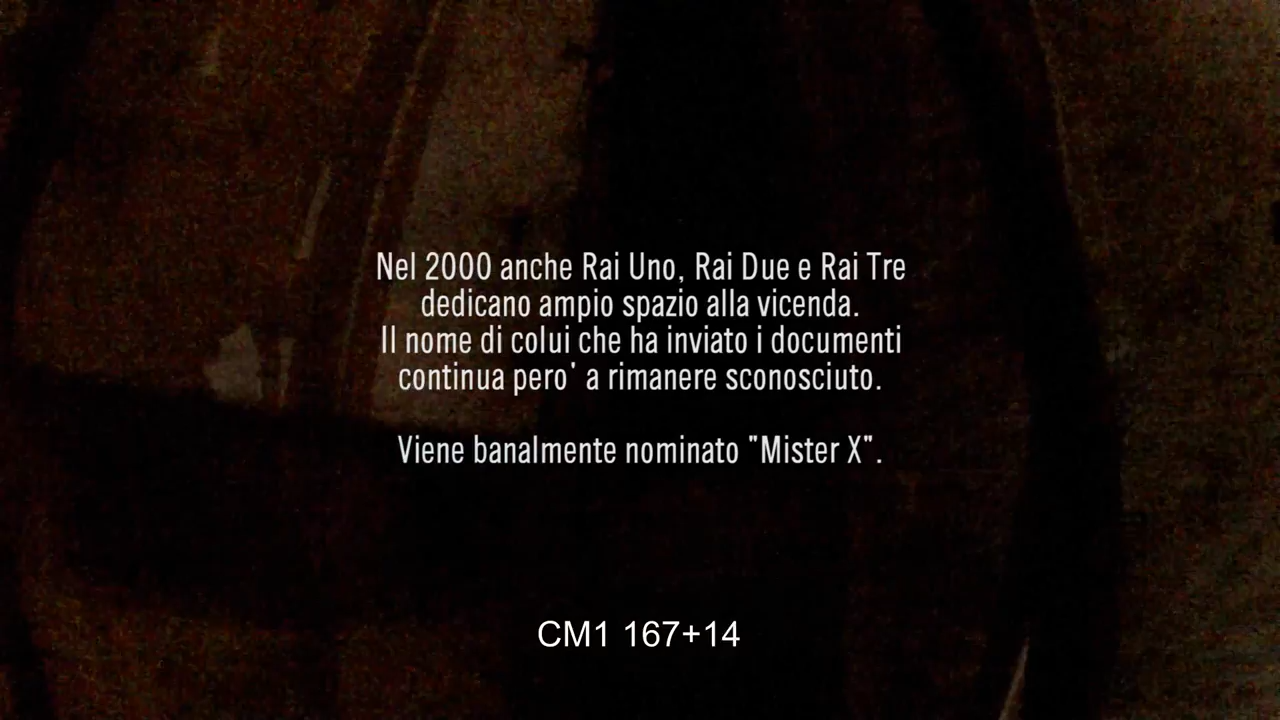 Nel 2000 anche Rai Uno, Rai Due e Rai Tre
dedicano ampio spazio alla vicenda.
Il nome di colui che ha inviato i documenti
continua pero' a rimanere sconosciuto.
Viene banalmente nominato "Mister X".
CM1 167+14